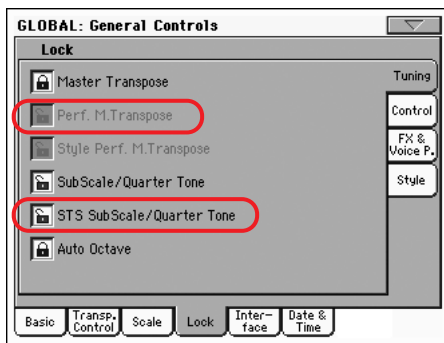 GLOBAL: General Controls
Lock
Master Transpose
Perf. M.Transpose
Style Perf. M.Transpose
SubScale/Quarter Tone
STS SubScale/Quarter Tone
Auto Octave
Tuning
Control
FX &
Voice P.
Style
Basic
Transp.
Control
Scale
Lock
Inter-
face
Date &
Time